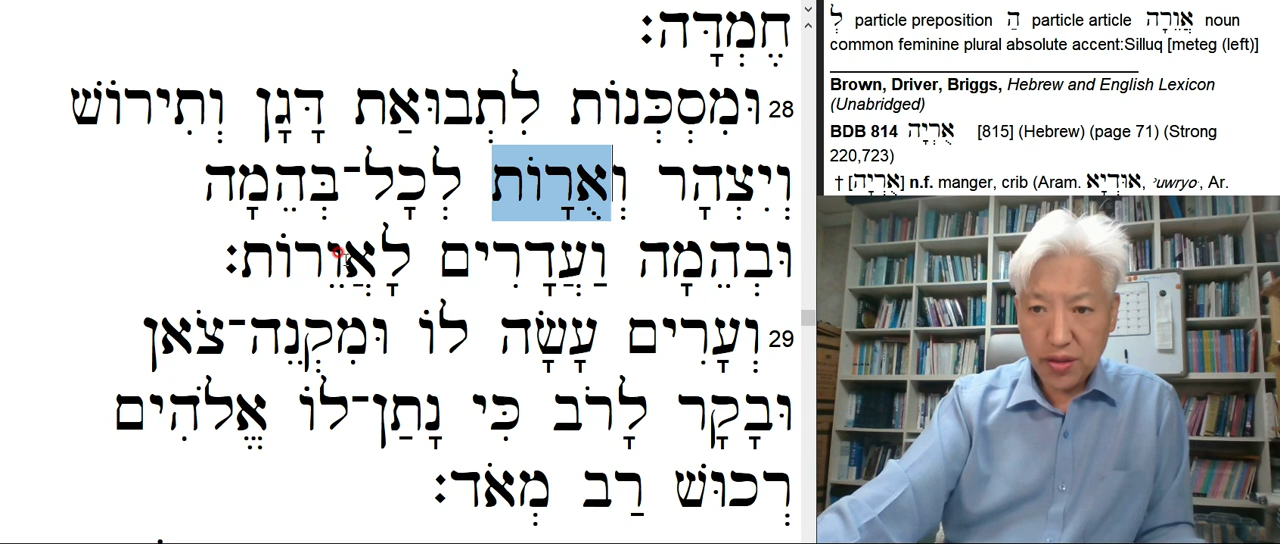 חֶמְדָּה׃
28 וּמִסְכְּנוֹת לִתְבוּאַת דָּגָן וְתִירוֹשׁ
וְיִצְהָר וְאֻרָוֹת לְכָל־בְּהֵמָה
וּבְהֵמָה וַעֲדָרִים לָאֲוֵרוֹת׃
29 וְעָרִים עָשָׂה לוֹ וּמִקְנֵה־צֹאן
וּבָקָר לָרֹב כִּי נָתַן־לוֹ אֱלֹהִים
רְכוּשׁ רַב מְאֹד׃
לְ particle preposition הַ particle article אֲוֵרָה noun
common feminine plural absolute accent:Silluq [meteg (left)]
Brown, Driver, Briggs, Hebrew and English Lexicon
(Unabridged)
BDB 814 אֻרְיָה [815] (Hebrew) (page 71) (Strong
220,723)
† [אֻרְיָה] n.f. manger, crib (Aram. אוּרְיָא, ʾuwryoʾ, Ar.